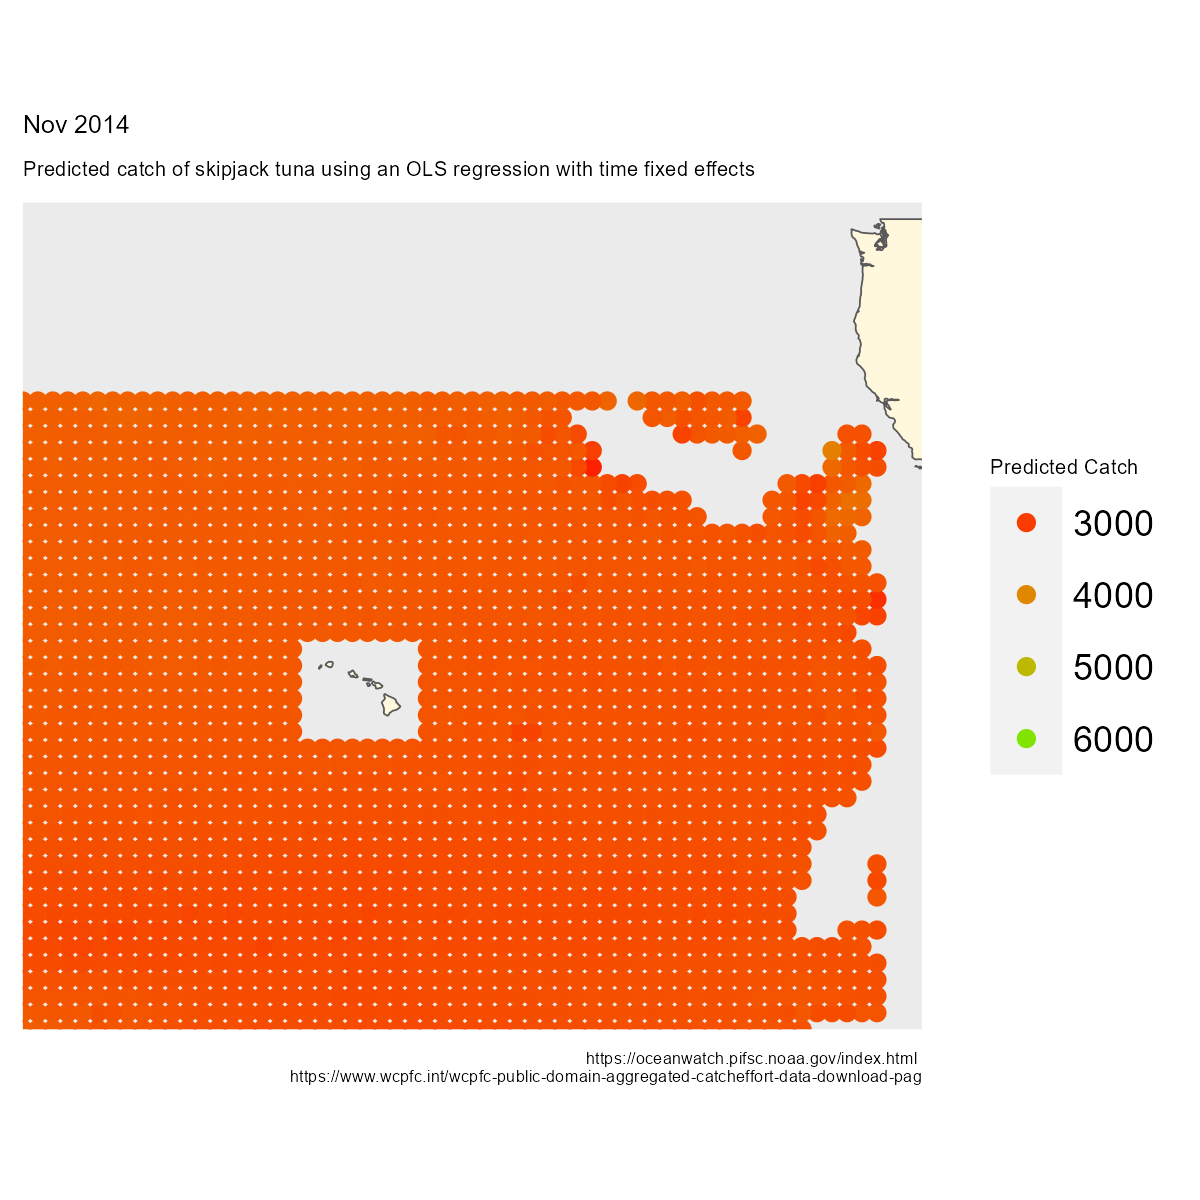 Nov 2014
Predicted catch of skipjack tuna using an OLS regression with time fixed effects
Predicted Catch
3000
4000
5000
6000
https://oceanwatch.pifsc.noaa.gov/index.html
https://www.wcpfc.int/wcpfc-public-domain-aggregated-catcheffort-data-download-pag